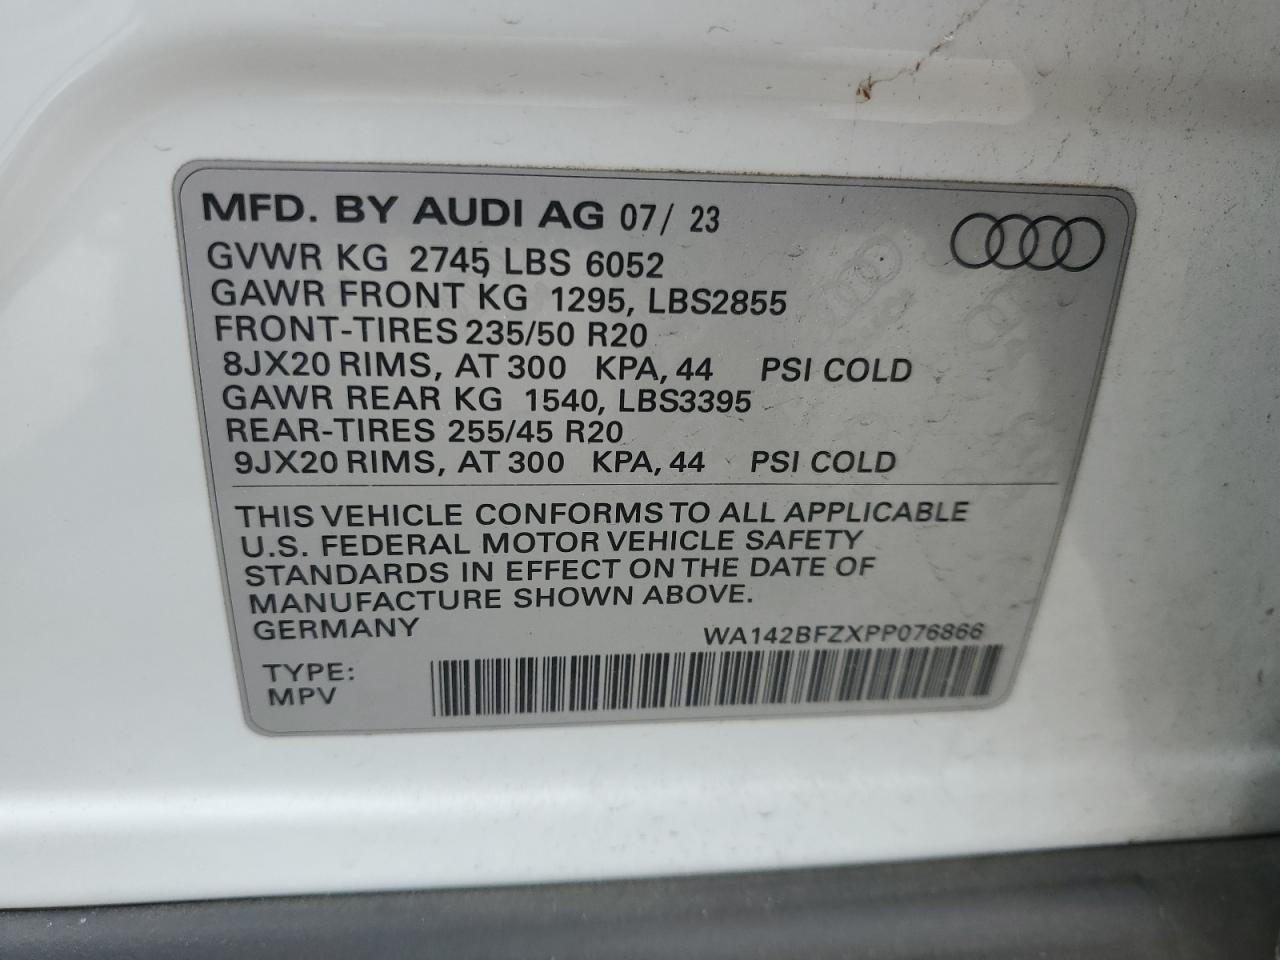 MFD. BY AUDI AG 07/ 23
GVWR KG 2745, LBS 6052
GAWR FRONT KG 1295, LBS2855
FRONT-TIRES 235/50 R20
8JX20 RIMS, AT 300 KPA, 44 PSI COLD
GAWR REAR KG 1540, LBS3395
REAR-TIRES 255/45 R20
9JX20 RIMS, AT 300 KPA, 44 PSI COLD
THIS VEHICLE CONFORMS TO ALL APPLICABLE
U.S. FEDERAL MOTOR VEHICLE SAFETY
STANDARDS IN EFFECT ON THE DATE OF
MANUFACTURE SHOWN ABOVE.
GERMANY WA142BFZXPP076866
TYPE:
MPV